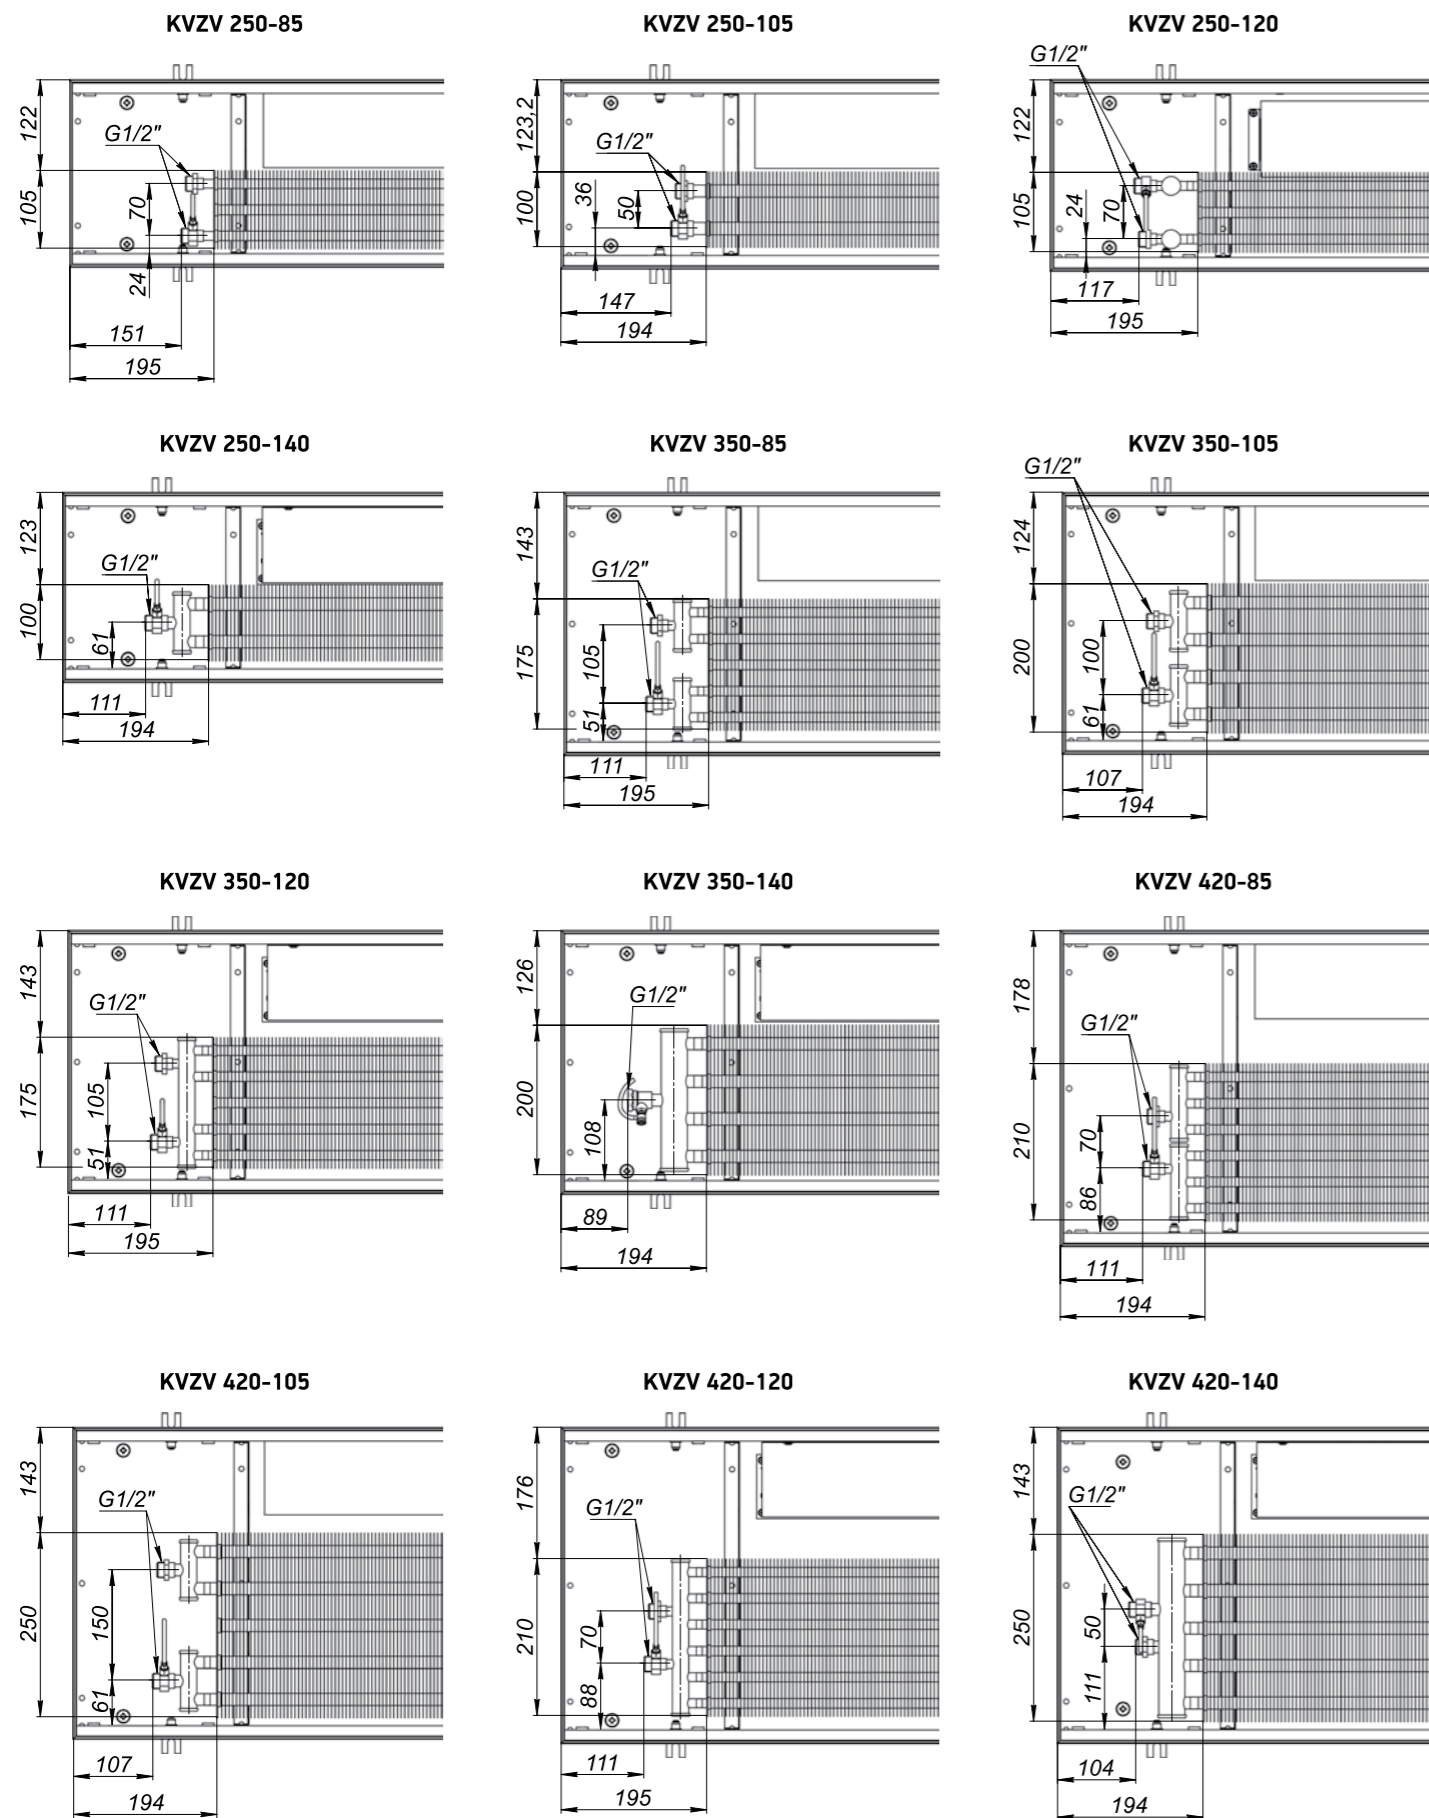 KVZV 250-85
KVZV 250-105
KVZV 250-120
122
G1/2"
105
70
24
151
195
123,2
G1/2"
36
50
100
147
194
G1/2"
122
105
24
70
117
195
KVZV 250-140
KVZV 350-85
KVZV 350-105
123
G1/2"
100
61
111
194
143
G1/2"
175
105
51
111
195
G1/2"
124
200
100
61
107
194
KVZV 350-120
KVZV 350-140
KVZV 420-85
143
G1/2"
175
105
51
111
195
126
G1/2"
200
108
89
194
178
G1/2"
210
70
86
111
194
KVZV 420-105
KVZV 420-120
KVZV 420-140
143
G1/2"
250
150
61
107
194
176
G1/2"
210
70
88
111
195
143
G1/2"
250
50
111
104
194